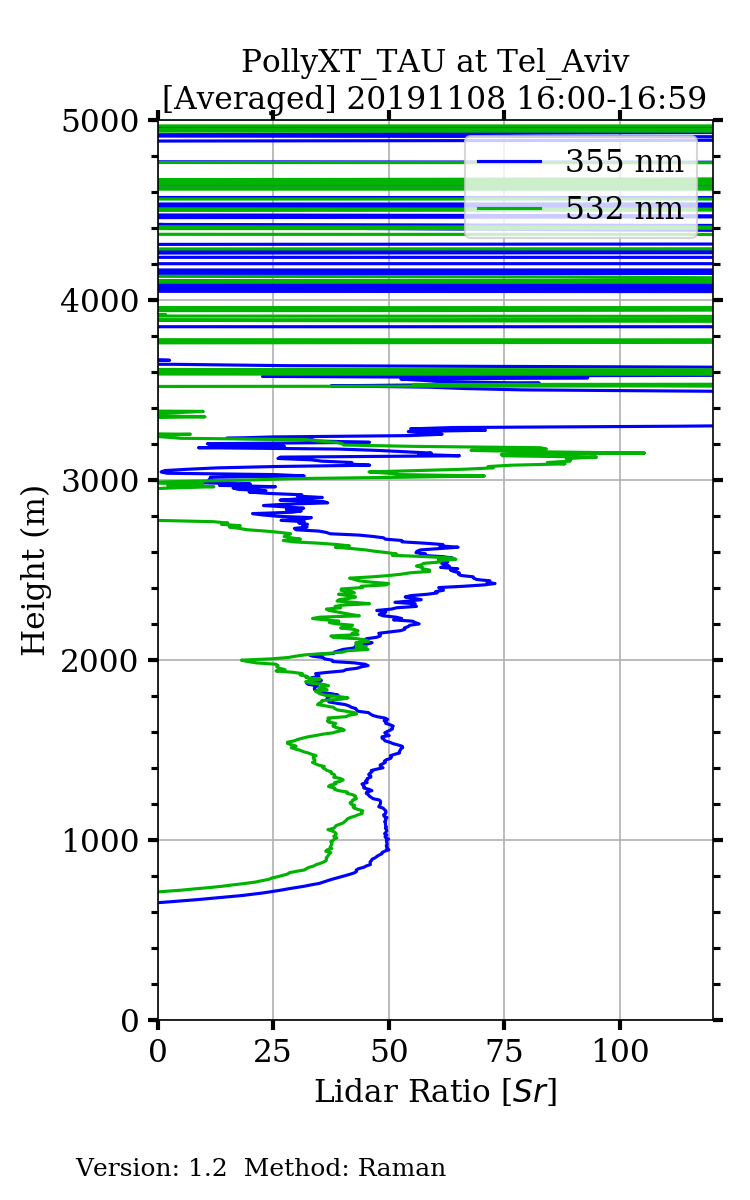 PollyXT_TAU at Tel_Aviv
[Averaged] 20191108 16:00-16:59
5000
355 nm
532 nm
4000
3000
Height (m)
2000
1000
0
0 25 50 75 100
Lidar Ratio [Sr]
Version: 1.2 Method: Raman